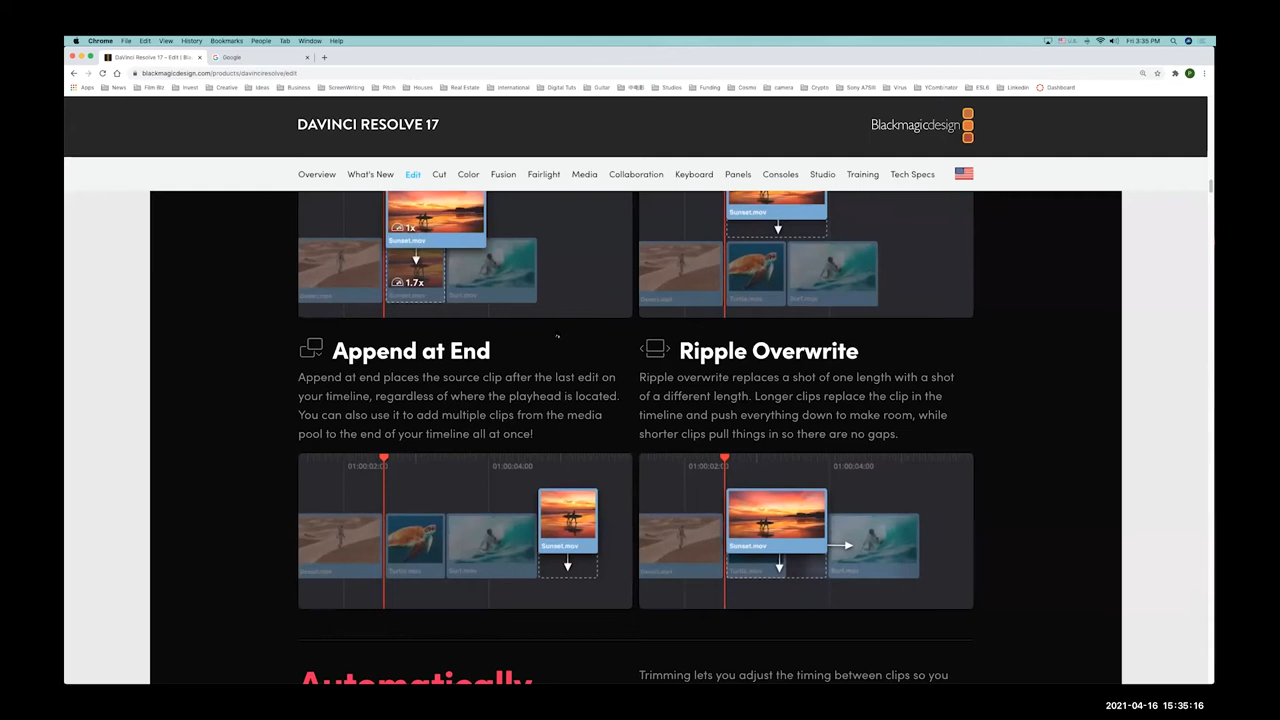 Chrome File Edit View History Bookmarks People Tab Window Help
Fri 3:35 PM
DaVinci Resolve 17 – Edit | Bl
Google
blackmagicdesign.com/products/davinciresolve/edit
Apps News Film Biz Invest Creative Ideas Business ScreenWriting Pitch Houses Real Estate International Digital Tuts Guitar 中電影 Studios Funding Cosmo camera Crypto Sony A7SIII Virus YCombinator ESL6 Linkedin Dashboard
DAVINCI RESOLVE 17
Blackmagicdesign
Overview What's New Edit Cut Color Fusion Fairlight Media Collaboration Keyboard Panels Consoles Studio Training Tech Specs
1x
Sunset.mov
Sunset.mov
1.7x
Append at End
Append at end places the source clip after the last edit on
your timeline, regardless of where the playhead is located.
You can also use it to add multiple clips from the media
pool to the end of your timeline all at once!
Ripple Overwrite
Ripple overwrite replaces a shot of one length with a shot
of a different length. Longer clips replace the clip in the
timeline and push everything down to make room, while
shorter clips pull things in so there are no gaps.
01:00:04:00
Sunset.mov
01:00:04:00
Sunset.mov
Automatically
Trimming lets you adjust the timing between clips so you
2021-04-16 15:35:16